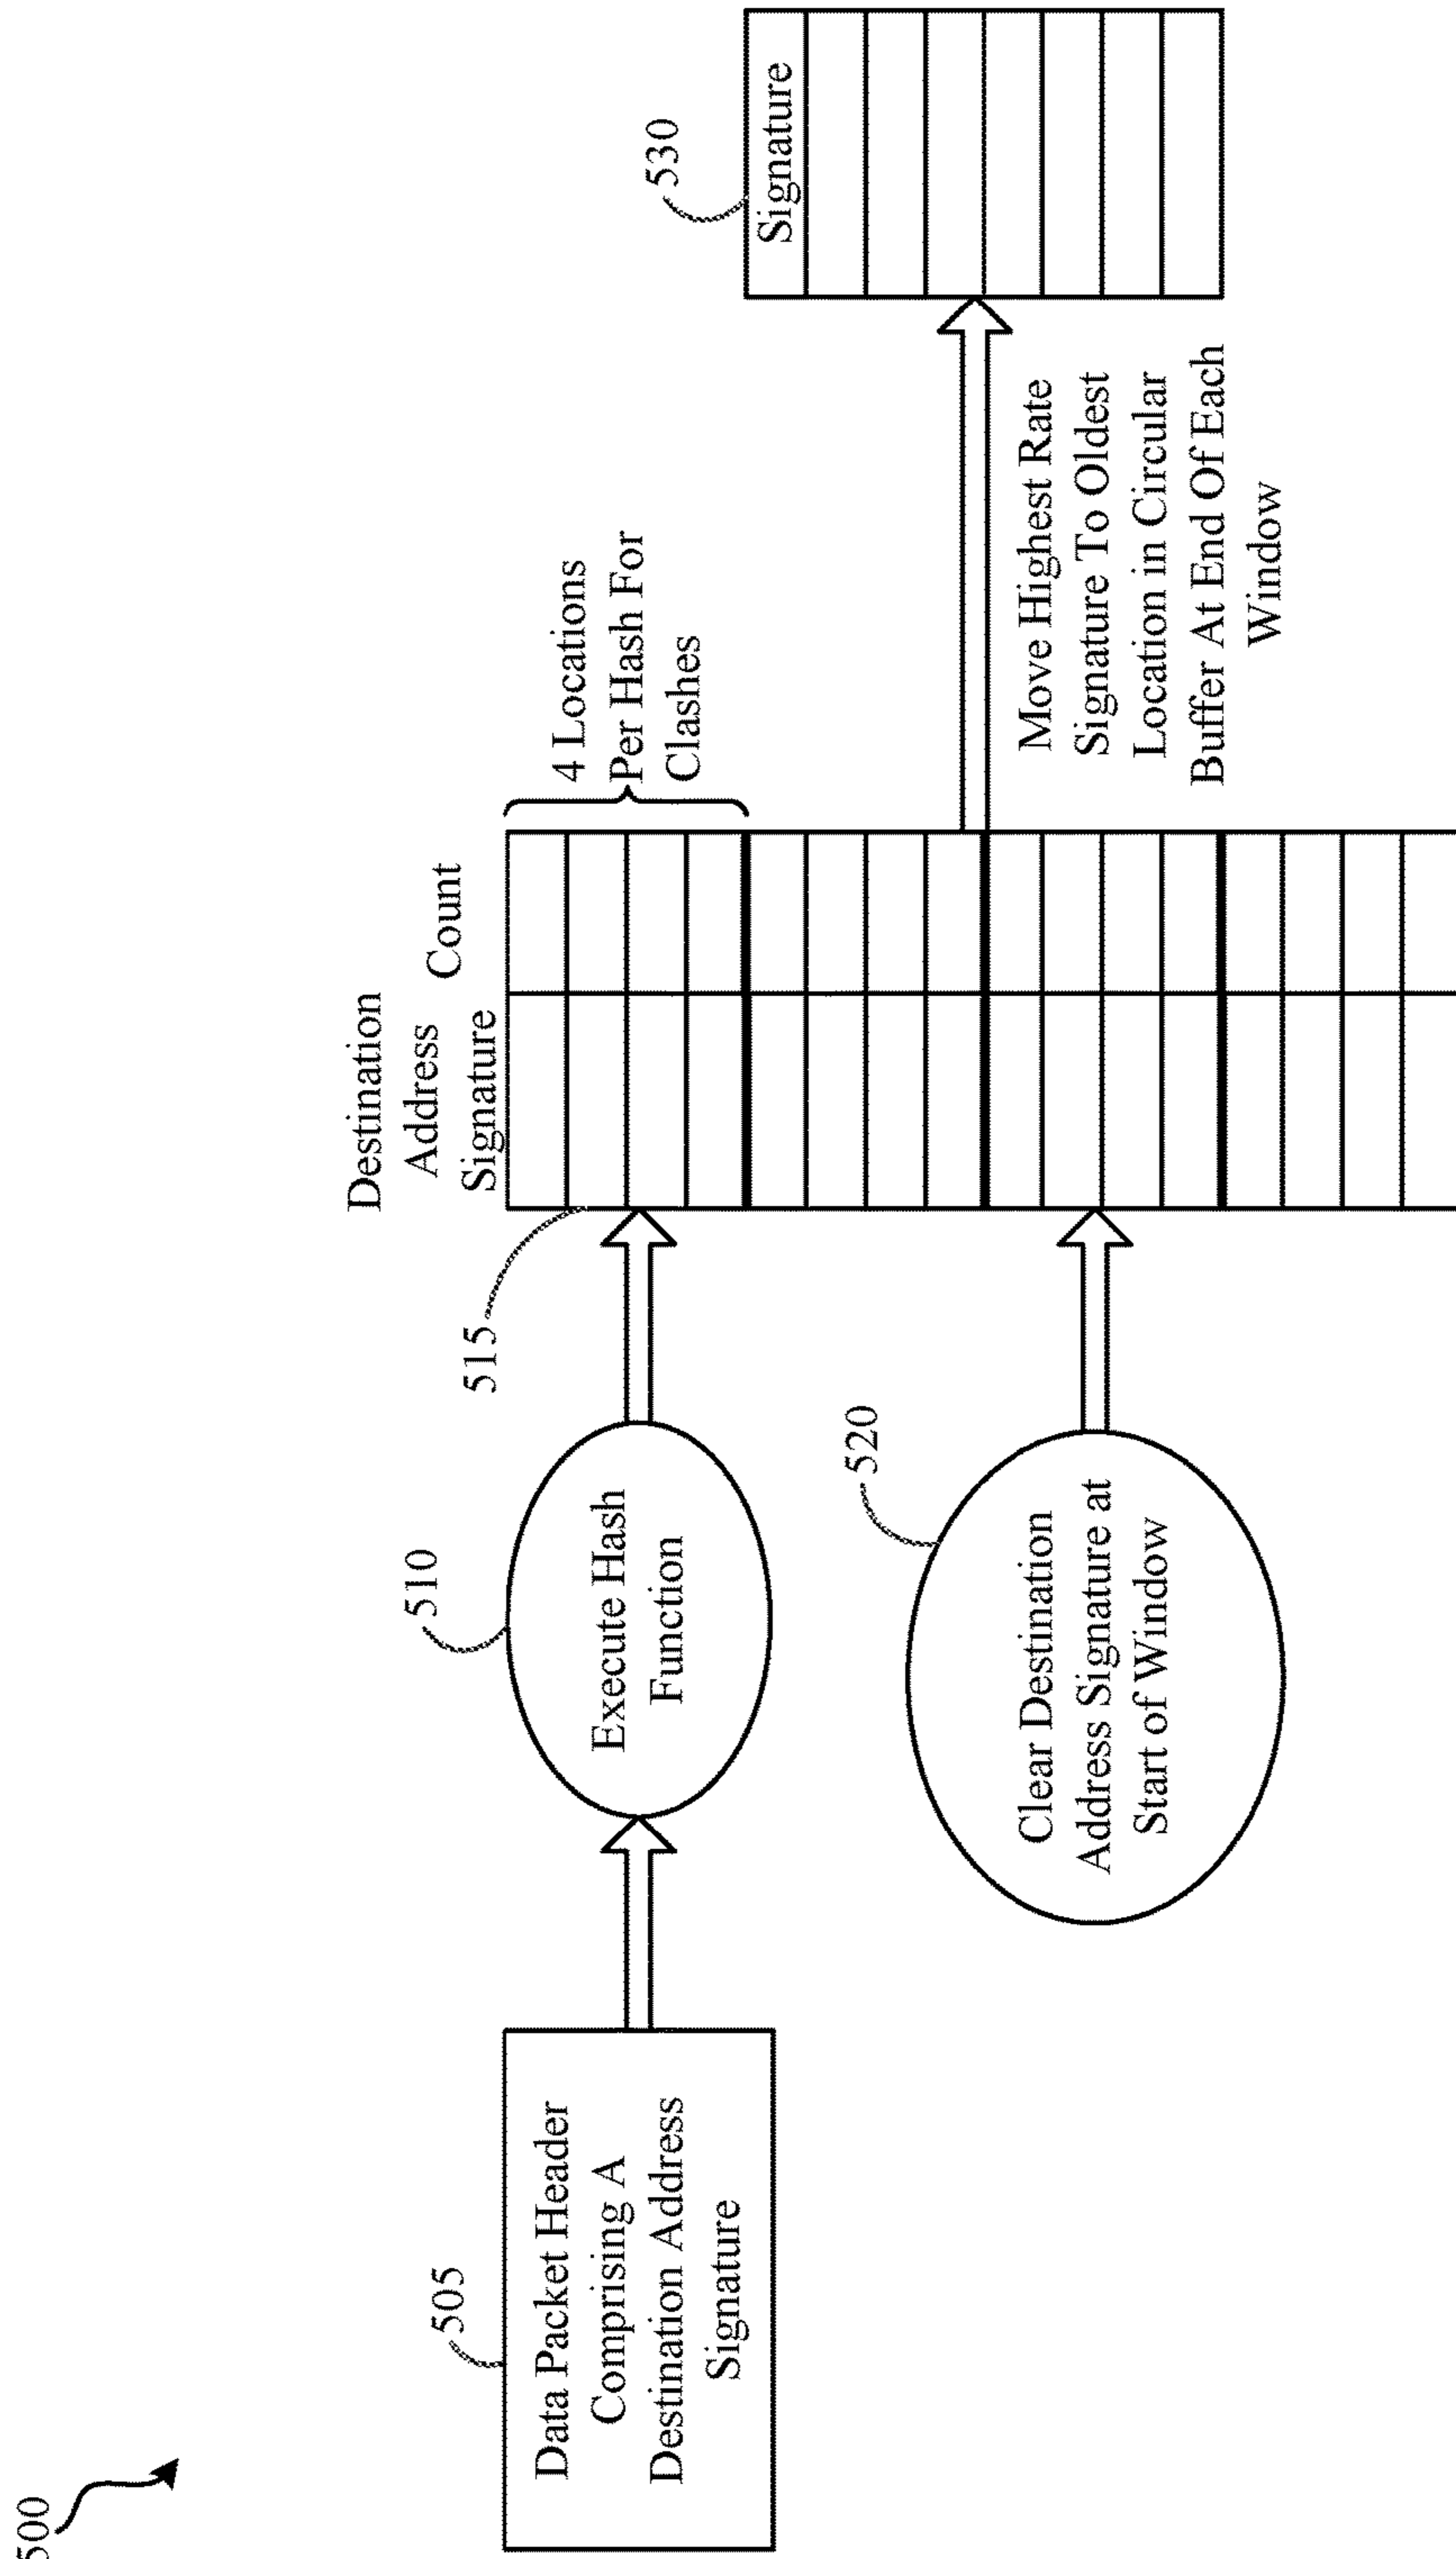 500
505
Data Packet Header
Comprising A
Destination Address
Signature
510
Execute Hash
Function
520
Clear Destination
Address Signature at
Start of Window
515
Destination
Address
Signature
Count
4 Locations
Per Hash For
Clashes
Move Highest Rate
Signature To Oldest
Location in Circular
Buffer At End Of Each
Window
530
Signature